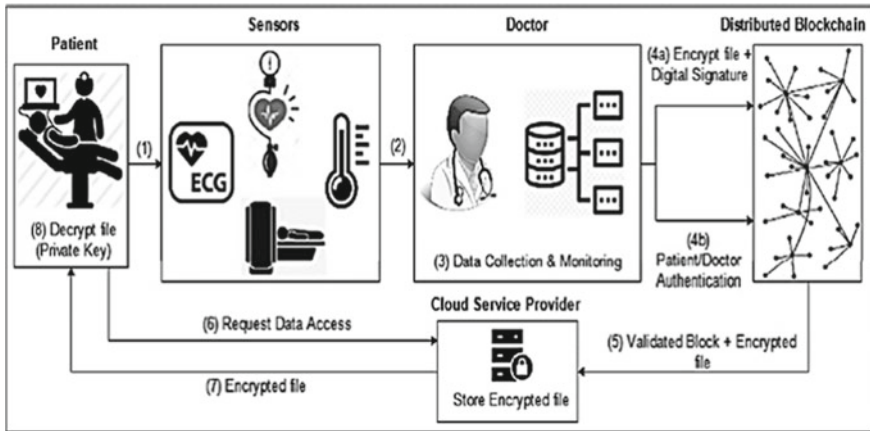 Patient
Sensors
Doctor
Distributed Blockchain
(1)
ECG
(2)
(4a) Encrypt file +
Digital Signature
(8) Decrypt file
(Private Key)
(3) Data Collection & Monitoring
(4b)
Patient/Doctor
Authentication
Cloud Service Provider
(6) Request Data Access
(5) Validated Block + Encrypted
file
(7) Encrypted file
Store Encrypted file